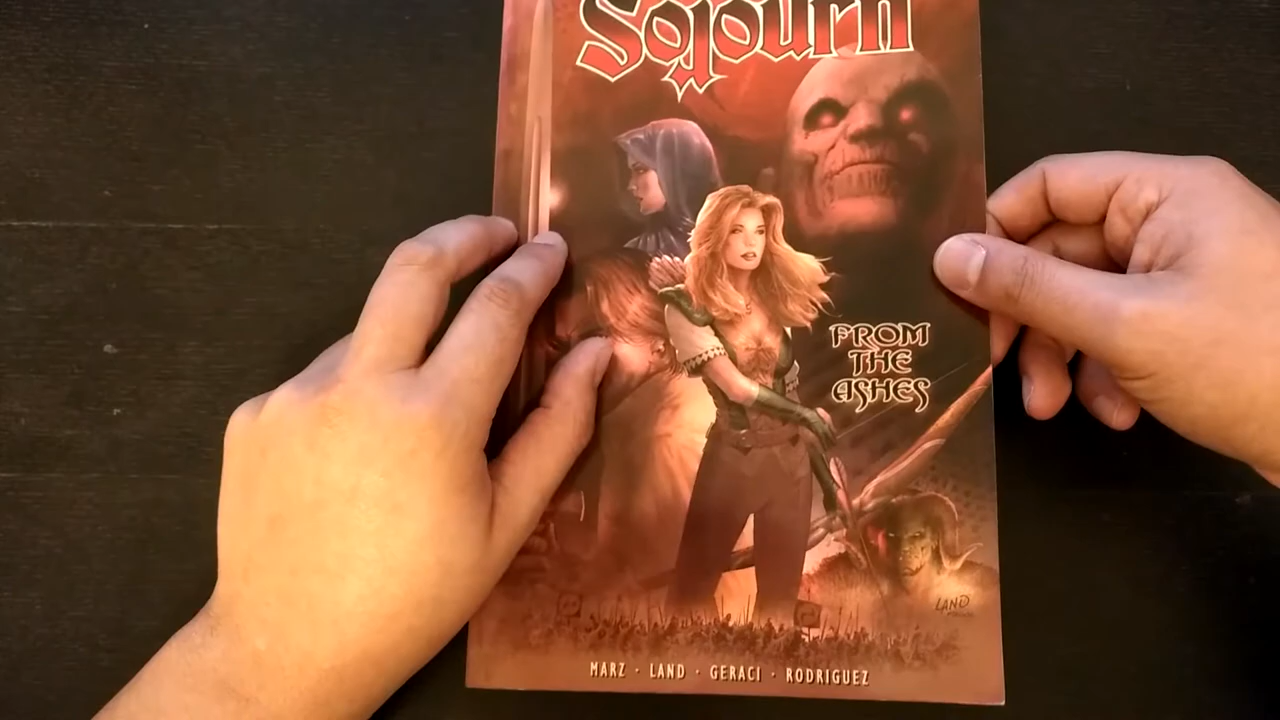 Sojourn
FROM
THE
ASHES
LAND
MARZ · LAND · GERACI · RODRIGUEZ